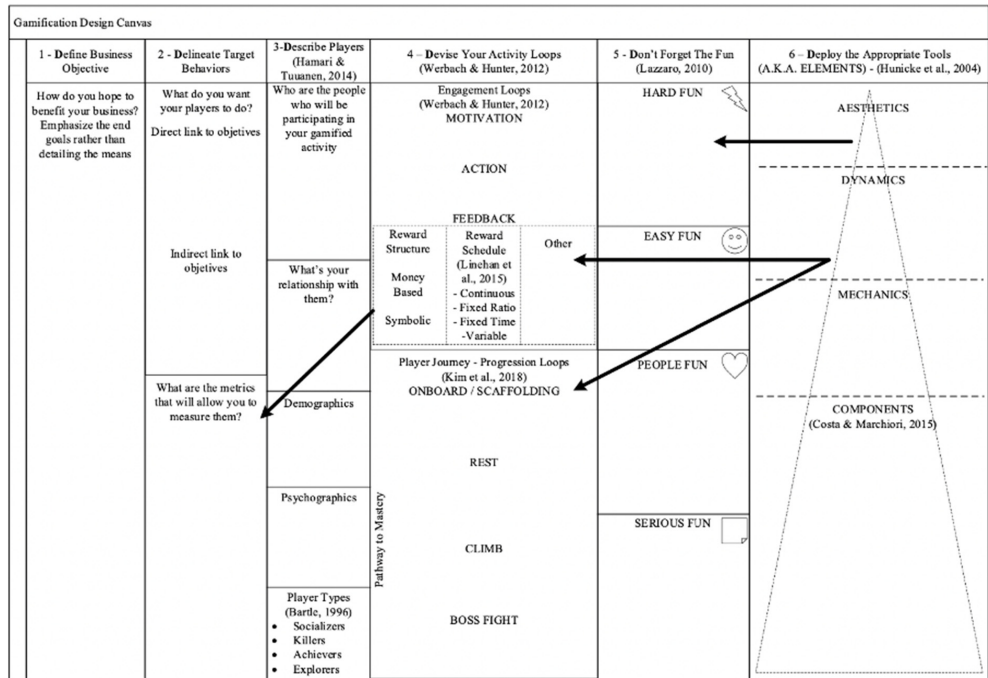 Gamification Design Canvas
1 - Define Business
Objective
How do you hope to
benefit your business?
Emphasize the end
goals rather than
detailing the means
2 - Delineate Target
Behaviors
What do you want
your players to do?
Direct link to objetives
Indirect link to
objetives
What are the metrics
that will allow you to
measure them?
3-Describe Players
(Hamari &
Tuuanen, 2014)
Who are the people
who will be
participating in
your gamified
activity
What's your
relationship with
them?
Demographics
Psychographics
Player Types
(Bartle, 1996)
• Socializers
• Killers
• Achievers
• Explorers
4 – Devise Your Activity Loops
(Werbach & Hunter, 2012)
Engagement Loops
(Werbach & Hunter, 2012)
MOTIVATION
ACTION
FEEDBACK
Reward
Structure
Money
Based
Symbolic
Reward
Schedule
(Linehan et
al., 2015)
- Continuous
- Fixed Ratio
- Fixed Time
-Variable
Other
Player Journey - Progression Loops
(Kim et al., 2018)
ONBOARD / SCAFFOLDING
REST
CLIMB
BOSS FIGHT
Pathway to Mastery
5 - Don't Forget The Fun
(Lazzaro, 2010)
HARD FUN
EASY FUN
PEOPLE FUN
SERIOUS FUN
6 – Deploy the Appropriate Tools
(A.K.A. ELEMENTS) - (Hunicke et al., 2004)
AESTHETICS
DYNAMICS
MECHANICS
COMPONENTS
(Costa & Marchiori, 2015)